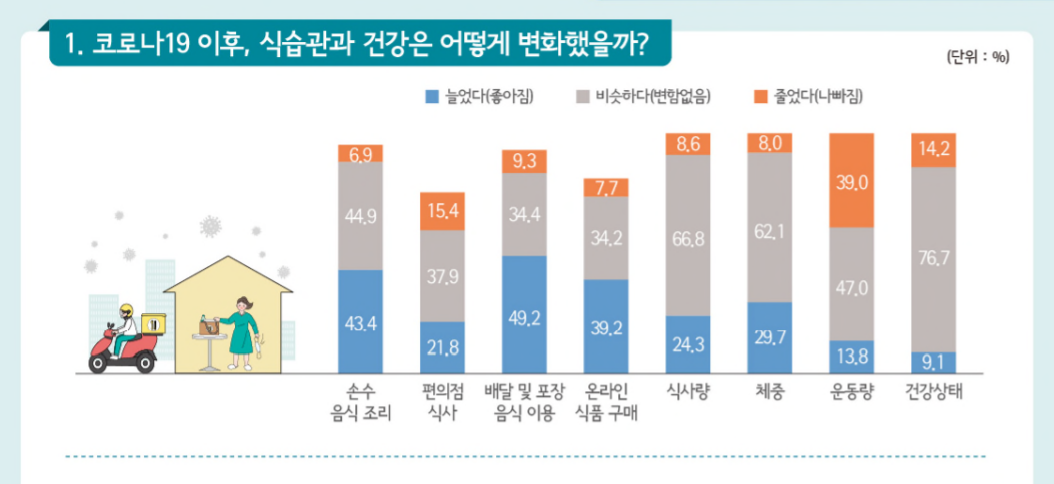 1. 코로나19 이후, 식습관과 건강은 어떻게 변화했을까?
(단위 : %)
늘었다(좋아짐) 비슷하다(변함없음) 줄었다(나빠짐)
6.9 15.4 9.3 7.7 8.6 8.0 39.0 14.2
44.9 37.9 34.4 34.2 66.8 62.1 47.0 76.7
43.4 21.8 49.2 39.2 24.3 29.7 13.8 9.1
손수 편의점 배달 및 포장 온라인 식사량 체중 운동량 건강상태
음식 조리 식사 음식 이용 식품 구매